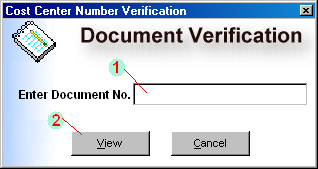 Cost Center Number Verification
Document Verification
1
Enter Document No.
2
View Cancel